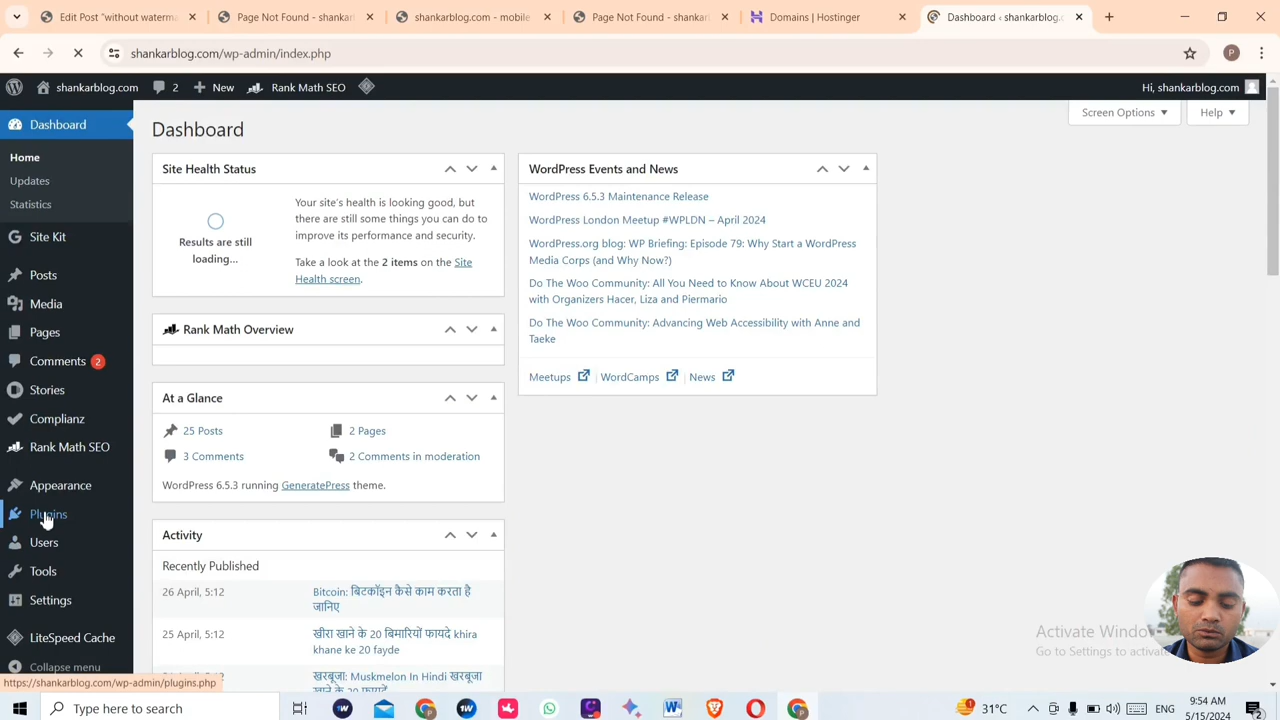 Edit Post "without waterma
Page Not Found - shankarl
shankarblog.com - mobile
Page Not Found - shankarl
Domains | Hostinger
Dashboard ‹ shankarblog.c
shankarblog.com/wp-admin/index.php
P
shankarblog.com
2
New
Rank Math SEO
Hi, shankarblog.com
Dashboard
Home
Updates
Statistics
Site Kit
Posts
Media
Pages
Comments 2
Stories
Complianz
Rank Math SEO
Appearance
Plugins
Users
Tools
Settings
LiteSpeed Cache
Collapse menu
Dashboard
Screen Options
Help
Site Health Status
Results are still
loading...
Your site's health is looking good, but
there are still some things you can do to
improve its performance and security.
Take a look at the 2 items on the Site
Health screen.
Rank Math Overview
At a Glance
25 Posts
2 Pages
3 Comments
2 Comments in moderation
WordPress 6.5.3 running GeneratePress theme.
Activity
Recently Published
26 April, 5:12
Bitcoin: बिटकॉइन कैसे काम करता है
जानिए
25 April, 5:12
खीरा खाने के 20 बिमारियों फायदे khira
khane ke 20 fayde
खरबूजा: Muskmelon In Hindi खरबूजा
WordPress Events and News
WordPress 6.5.3 Maintenance Release
WordPress London Meetup #WPLDN – April 2024
WordPress.org blog: WP Briefing: Episode 79: Why Start a WordPress
Media Corps (and Why Now?)
Do The Woo Community: All You Need to Know About WCEU 2024
with Organizers Hacer, Liza and Piermario
Do The Woo Community: Advancing Web Accessibility with Anne and
Taeke
Meetups | WordCamps | News
Activate Windo
Go to Settings to activate
https://shankarblog.com/wp-admin/plugins.php
Type here to search
31°C
ENG
9:54 AM
5/15/2024
2